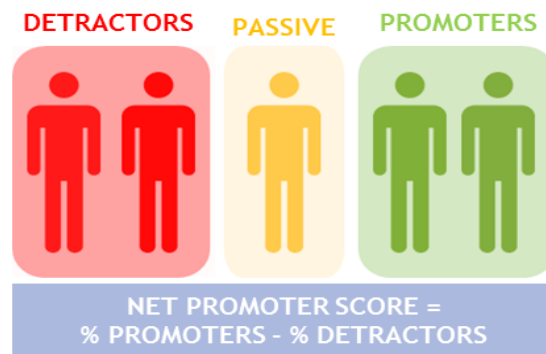 DETRACTORS PASSIVE PROMOTERS
NET PROMOTER SCORE =
% PROMOTERS - % DETRACTORS